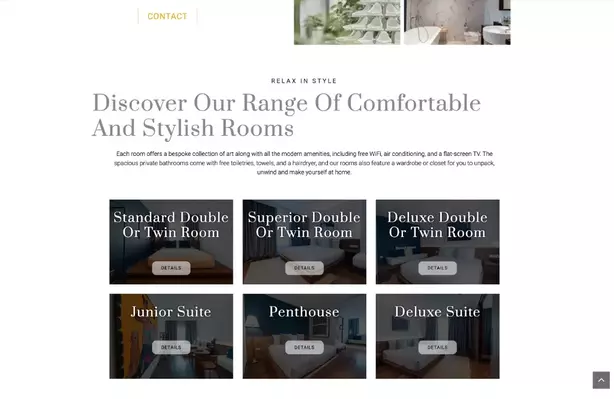 CONTACT
RELAX IN STYLE
Discover Our Range Of Comfortable
And Stylish Rooms
Each room offers a bespoke collection of art along with all the modern amenities, including free WiFi, air conditioning, and a flat-screen TV. The
spacious private bathrooms come with free toiletries, towels, and a hairdryer, and our rooms also feature a wardrobe or closet for you to unpack,
unwind and make yourself at home.
Standard Double
Or Twin Room
DETAILS
Superior Double
Or Twin Room
DETAILS
Deluxe Double
Or Twin Room
DETAILS
Junior Suite
DETAILS
Penthouse
DETAILS
Deluxe Suite
DETAILS